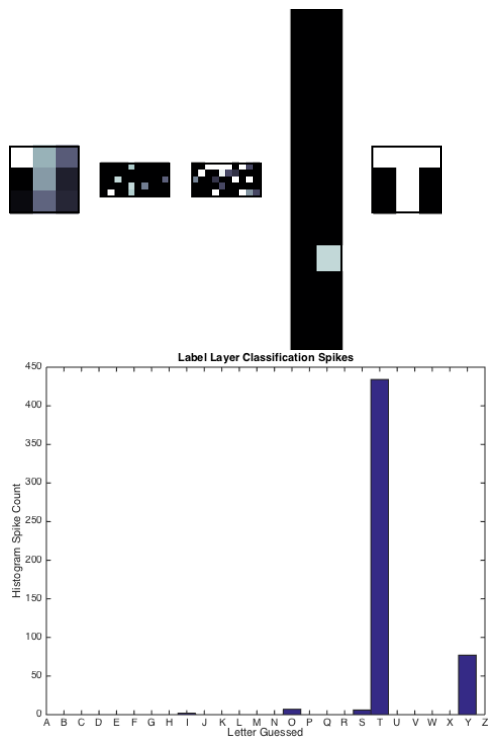 Label Layer Classification Spikes
450
400
350
300
250
200
150
100
50
0
Histogram Spike Count
A B C D E F G H I J K L M N O P Q R S T U V W X Y Z
Letter Guessed